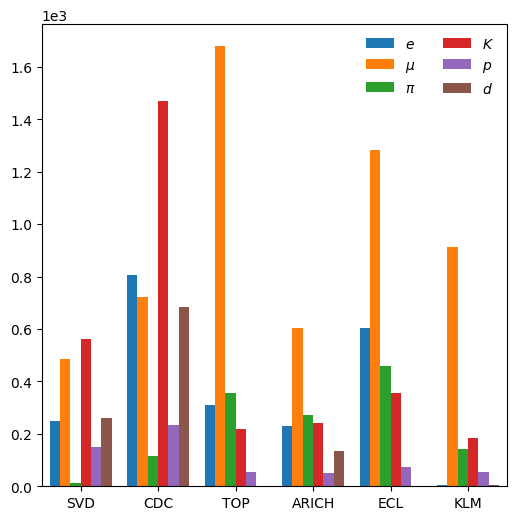 1e3
e
K
μ
p
π
d
1.6
1.4
1.2
1.0
0.8
0.6
0.4
0.2
0.0
SVD CDC TOP ARICH ECL KLM